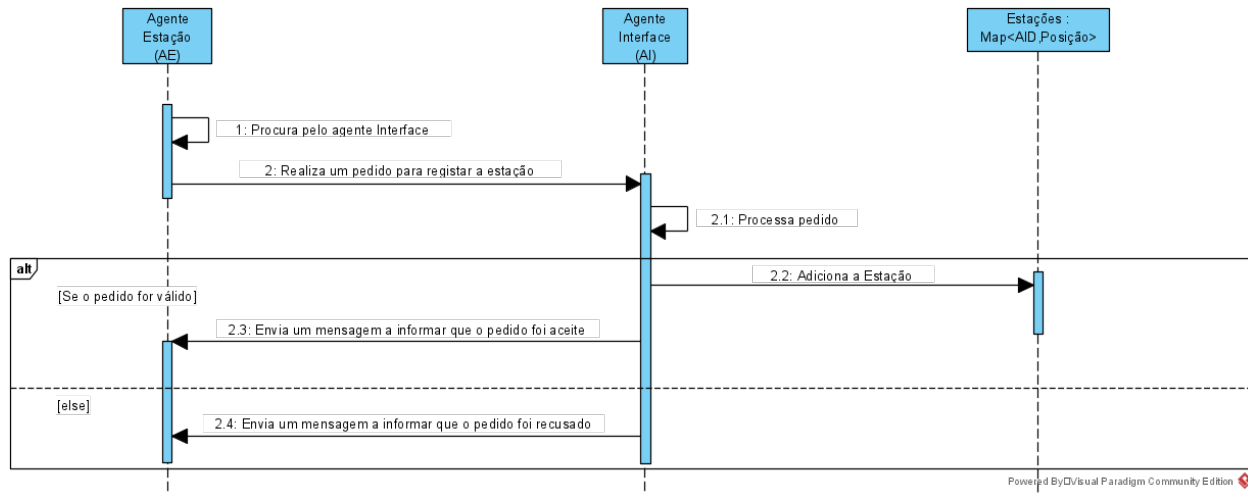 Agente
Estação
(AE)
Agente
Interface
(AI)
Estações :
Map<AID,Posição>
1: Procura pelo agente Interface
2: Realiza um pedido para registar a estação
2.1: Processa pedido
alt
2.2: Adiciona a Estação
[Se o pedido for válido]
2.3: Envia um mensagem a informar que o pedido foi aceite
[else]
2.4: Envia um mensagem a informar que o pedido foi recusado
Powered By Visual Paradigm Community Edition